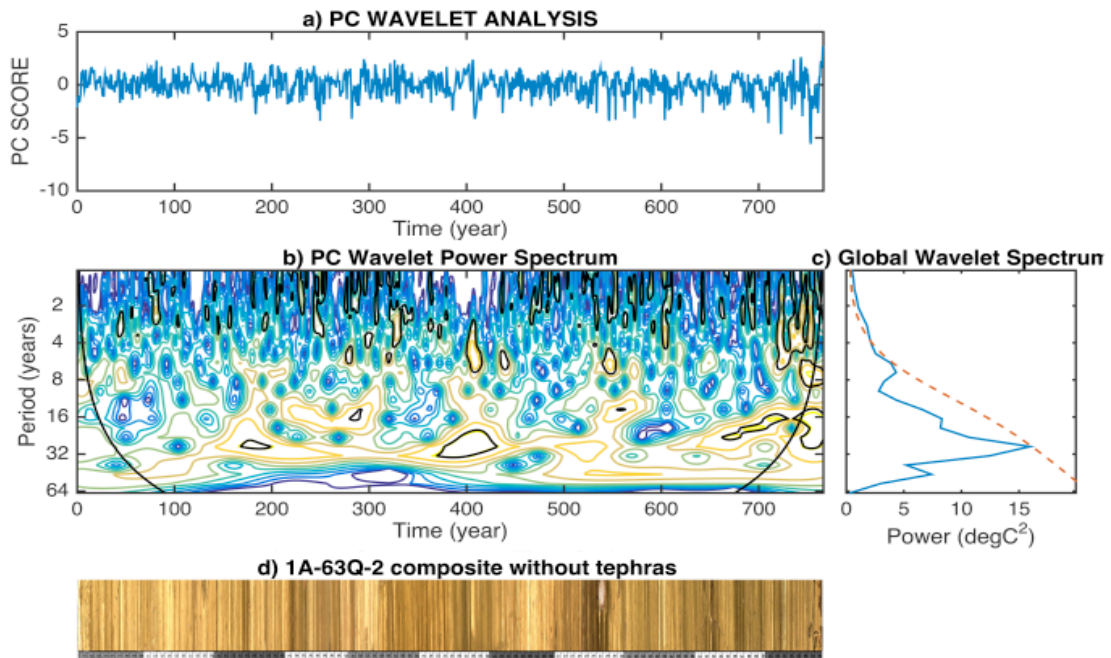 a) PC WAVELET ANALYSIS
5
0
-5
-10
PC SCORE
0 100 200 300 400 500 600 700
Time (year)
b) PC Wavelet Power Spectrum
2
4
8
16
32
64
Period (years)
0 100 200 300 400 500 600 700
Time (year)
c) Global Wavelet Spectrum
0 5 10 15
Power (degC²)
d) 1A-63Q-2 composite without tephras